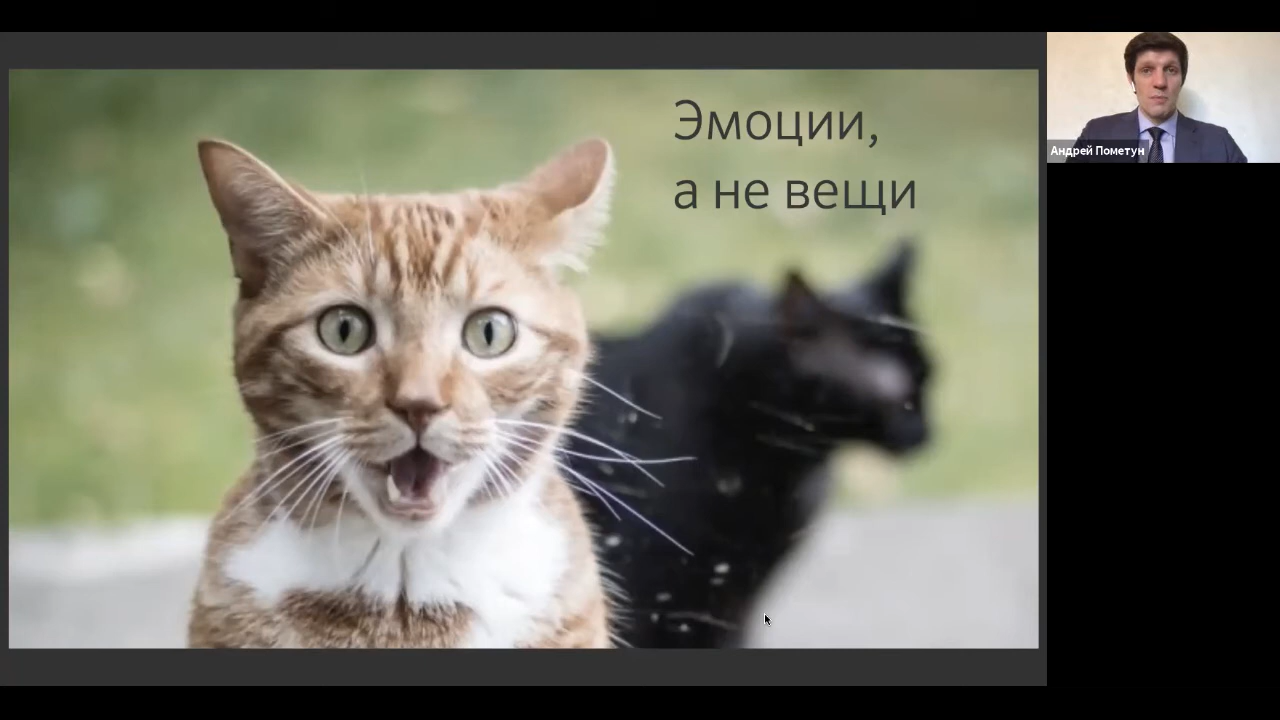 Эмоции,
а не вещи
Андрей Пометун